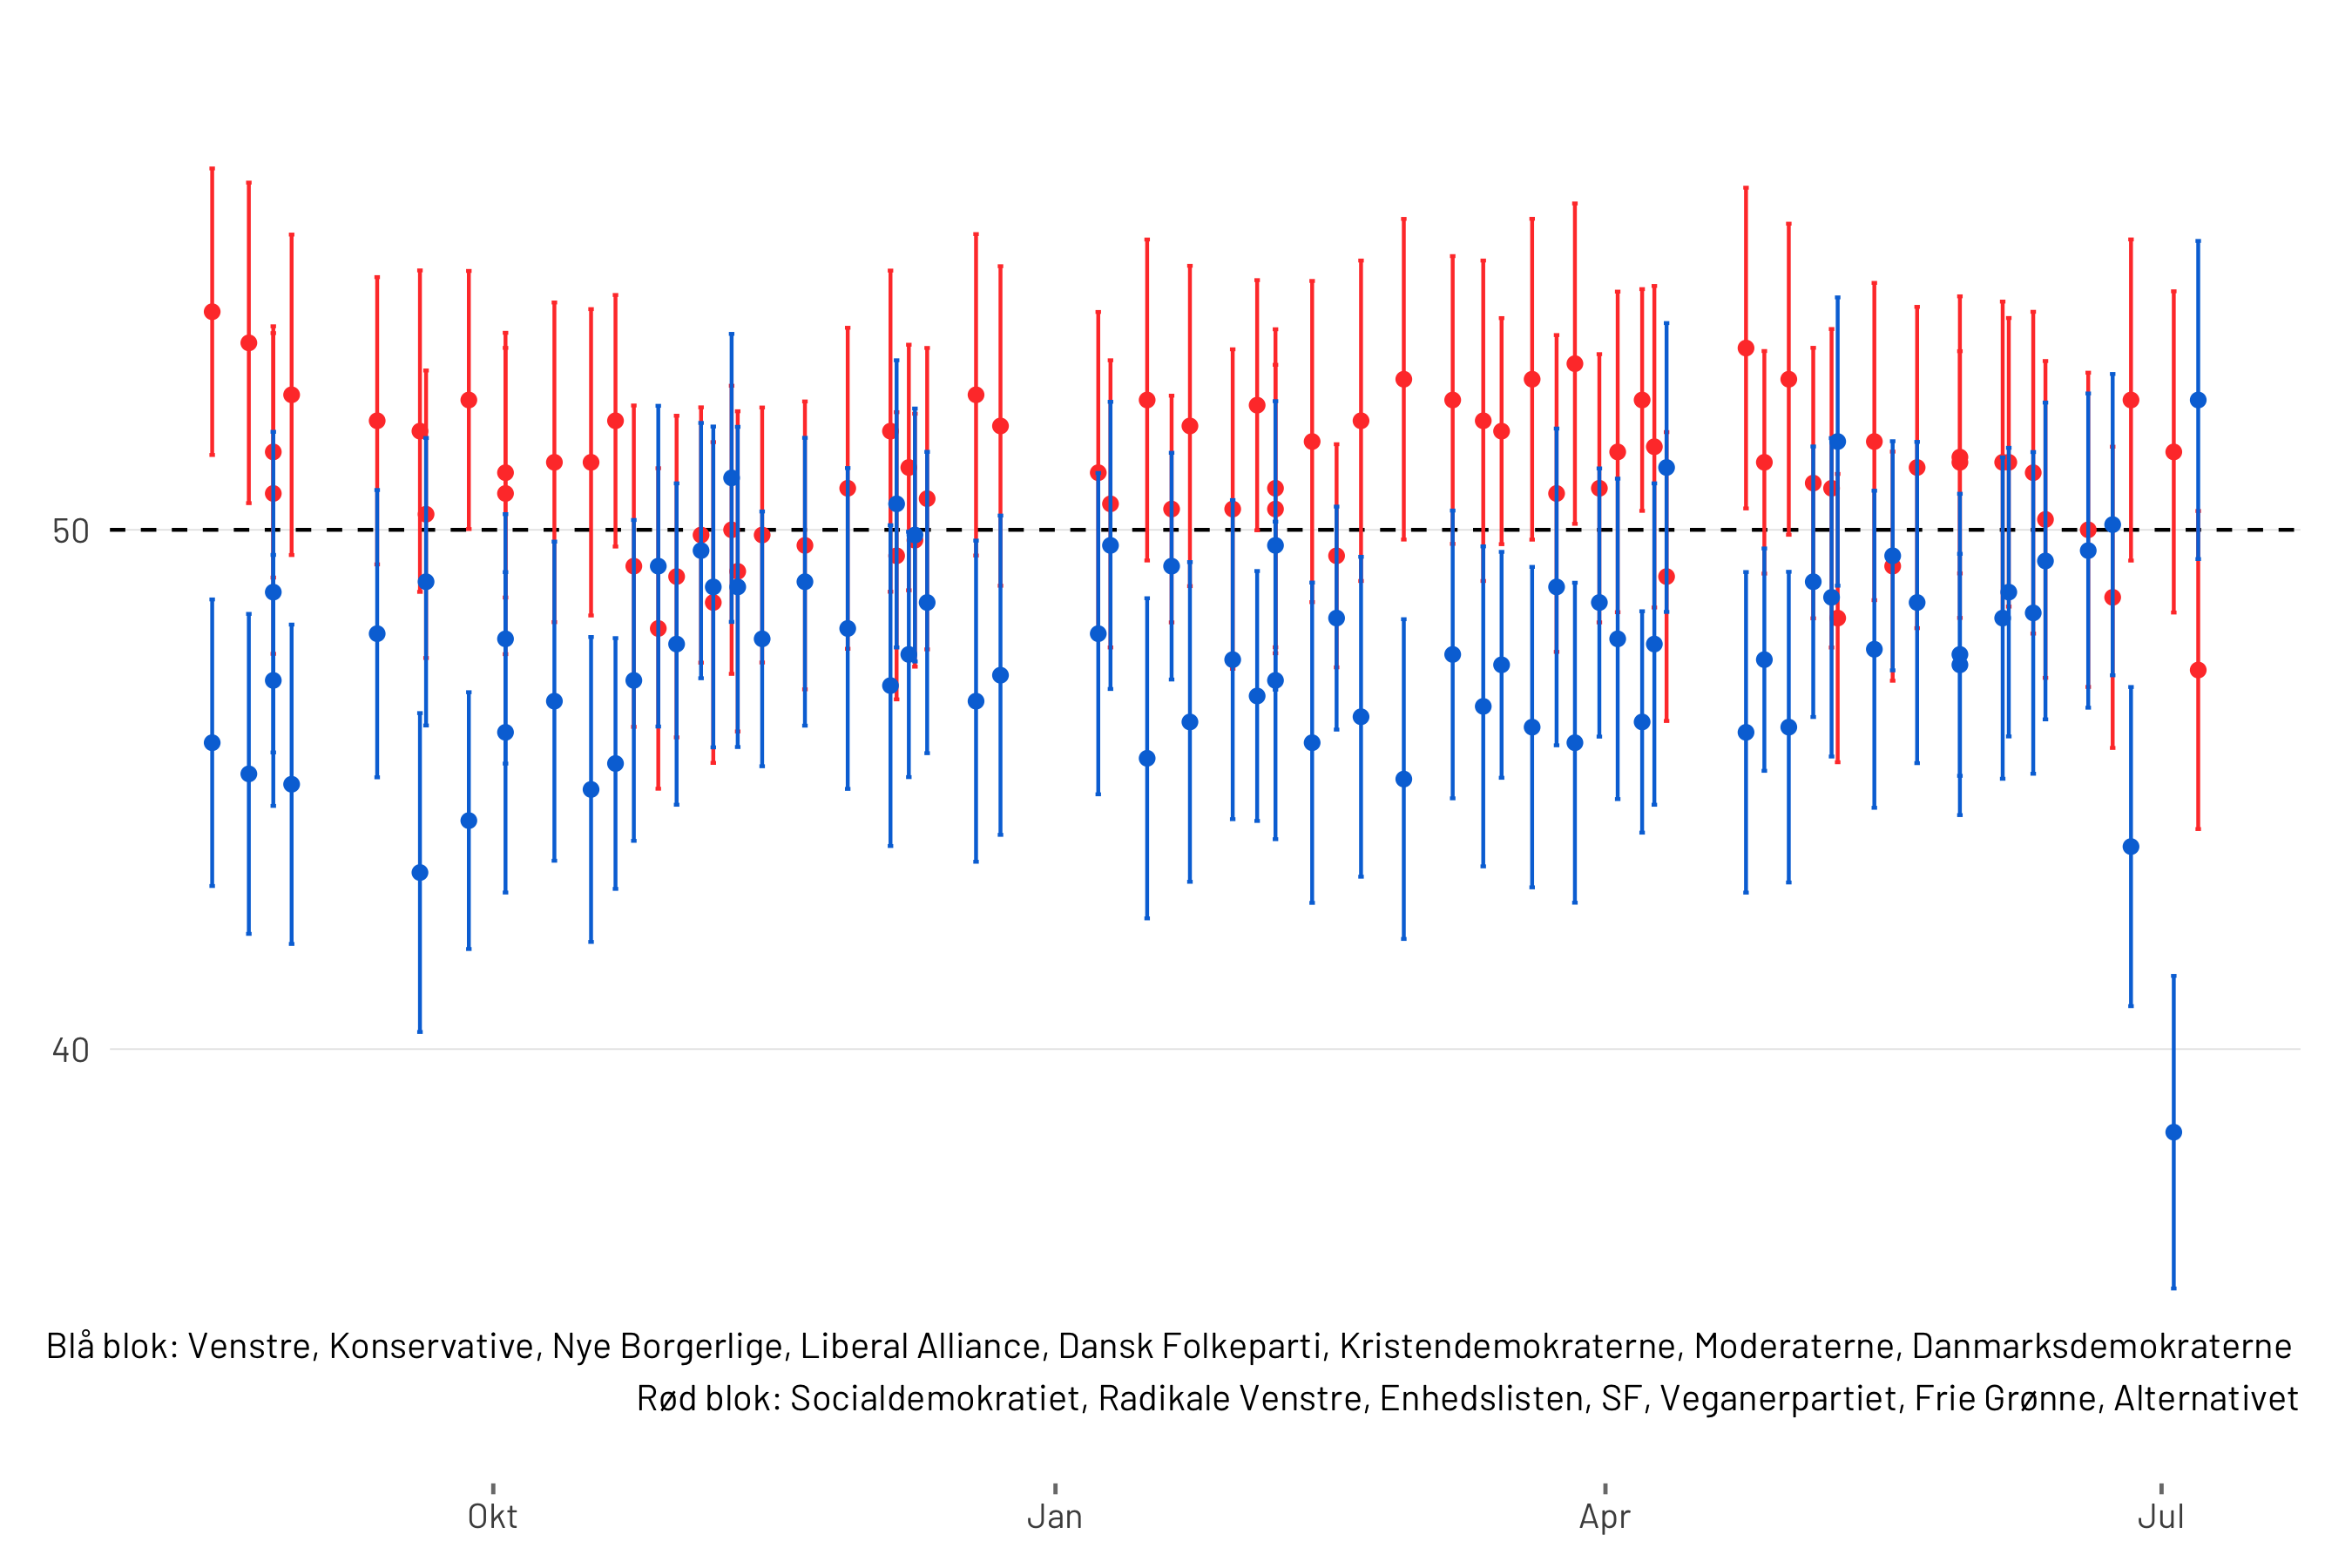 50
40
Blå blok: Venstre, Konservative, Nye Borgerlige, Liberal Alliance, Dansk Folkeparti, Kristendemokraterne, Moderaterne, Danmarksdemokraterne
Rød blok: Socialdemokratiet, Radikale Venstre, Enhedslisten, SF, Veganerpartiet, Frie Grønne, Alternativet
Okt Jan Apr Jul